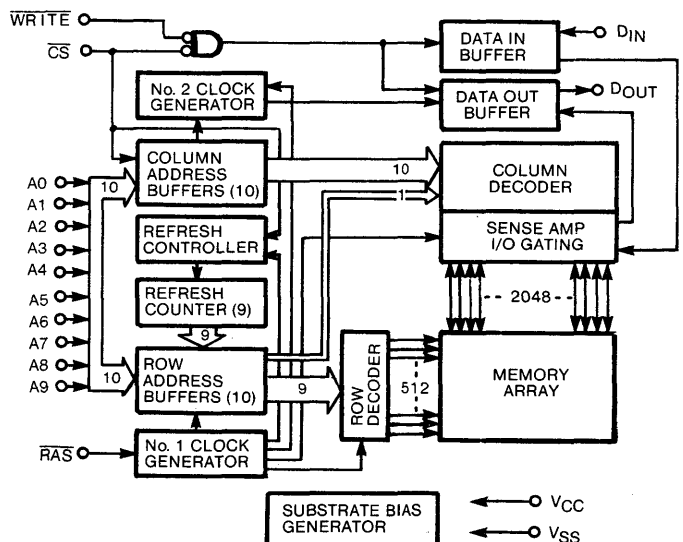 WRITE
CS
DATA IN
BUFFER
DIN
No. 2 CLOCK
GENERATOR
DATA OUT
BUFFER
DOUT
COLUMN
ADDRESS
BUFFERS (10)
10
COLUMN
DECODER
10
1
A0
A1
A2
A3
A4
A5
A6
A7
A8
A9
REFRESH
CONTROLLER
SENSE AMP
I/O GATING
REFRESH
COUNTER (9)
2048
9
ROW
ADDRESS
BUFFERS (10)
10
9
ROW
DECODER
512
MEMORY
ARRAY
RAS
No. 1 CLOCK
GENERATOR
SUBSTRATE BIAS
GENERATOR
VCC
VSS